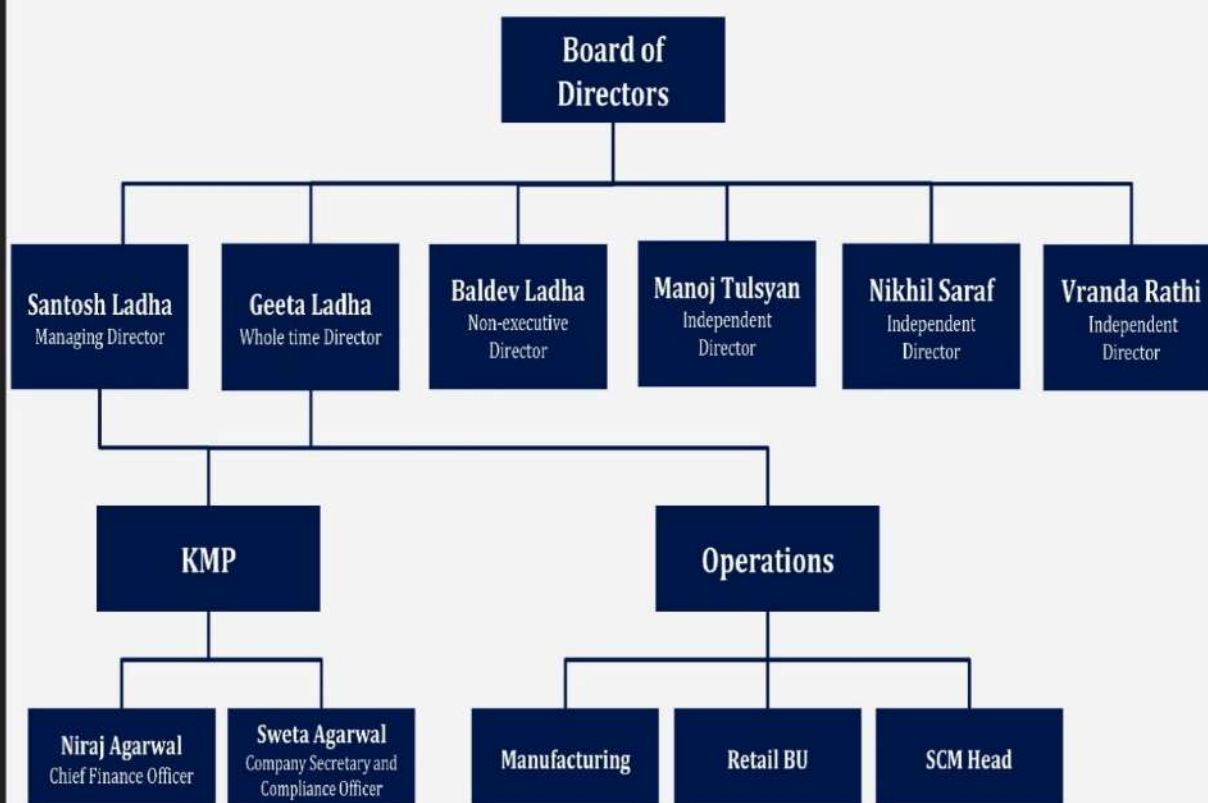 Board of
Directors
Santosh Ladha
Managing Director
Geeta Ladha
Whole time Director
Baldev Ladha
Non-executive
Director
Manoj Tulsyan
Independent
Director
Nikhil Saraf
Independent
Director
Vranda Rathi
Independent
Director
KMP
Operations
Niraj Agarwal
Chief Finance Officer
Sweta Agarwal
Company Secretary and
Compliance Officer
Manufacturing
Retail BU
SCM Head